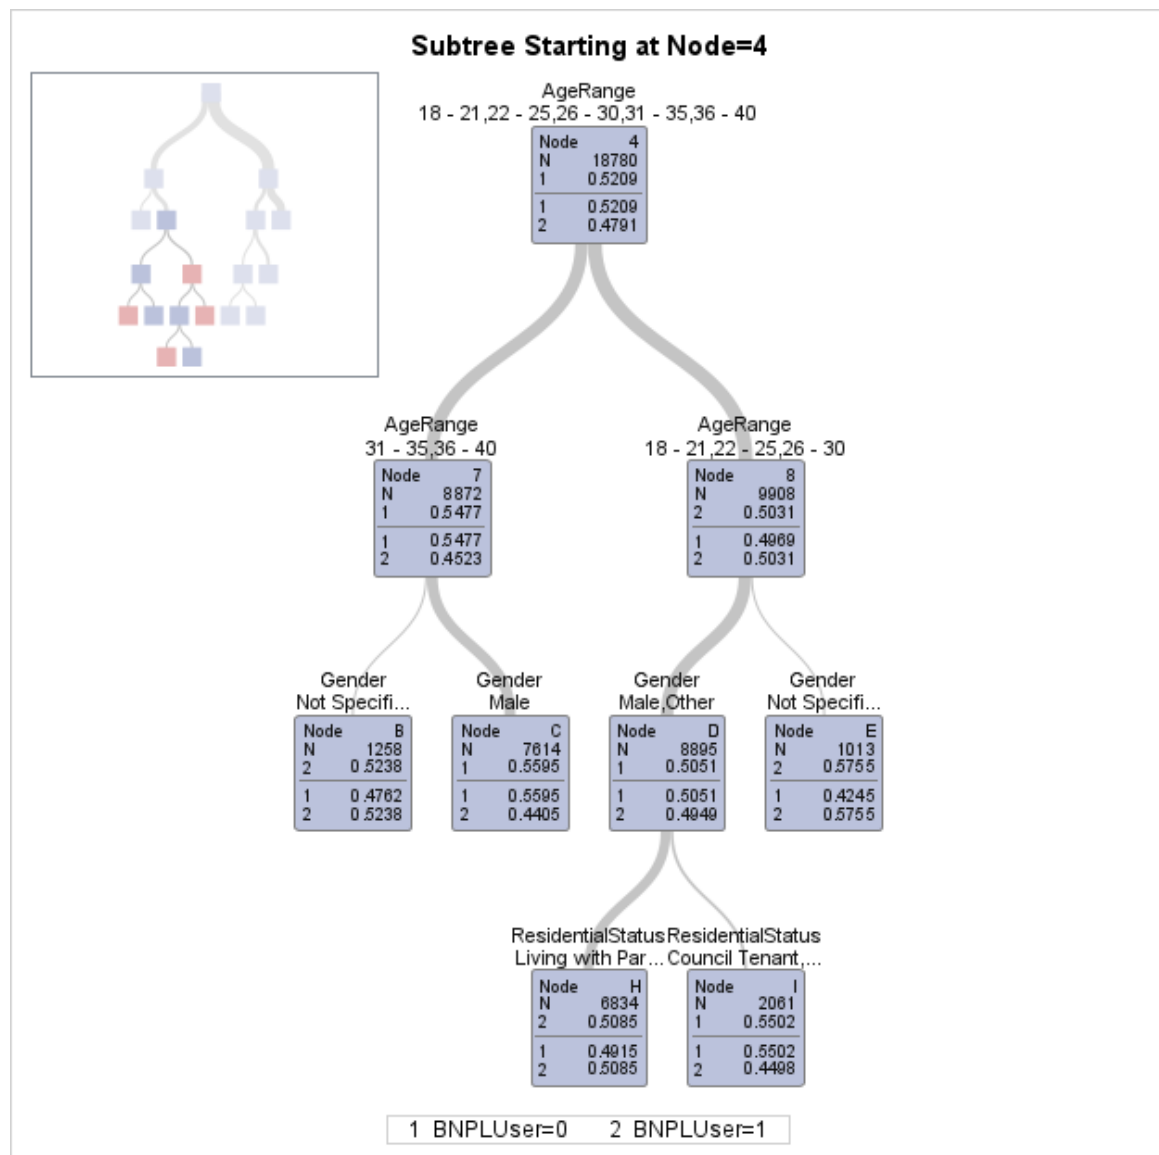 Subtree Starting at Node=4
AgeRange
18 - 21,22 - 25,26 - 30,31 - 35,36 - 40
Node 4
N 18780
1 0.5209
1 0.5209
2 0.4791
AgeRange
31 - 35,36 - 40
Node 7
N 8872
1 0.5477
1 0.5477
2 0.4523
AgeRange
18 - 21,22 - 25,26 - 30
Node 8
N 9908
2 0.5031
1 0.4969
2 0.5031
Gender
Not Specifi...
Node B
N 1258
2 0.5238
1 0.4762
2 0.5238
Gender
Male
Node C
N 7614
1 0.5595
1 0.5595
2 0.4405
Gender
Male,Other
Node D
N 8895
1 0.5051
1 0.5051
2 0.4949
Gender
Not Specifi...
Node E
N 1013
2 0.5755
1 0.4245
2 0.5755
ResidentialStatus
Living with Par...
Node H
N 6834
2 0.5085
1 0.4915
2 0.5085
ResidentialStatus
Council Tenant,...
Node I
N 2061
1 0.5502
1 0.5502
2 0.4498
1 BNPLUser=0 2 BNPLUser=1